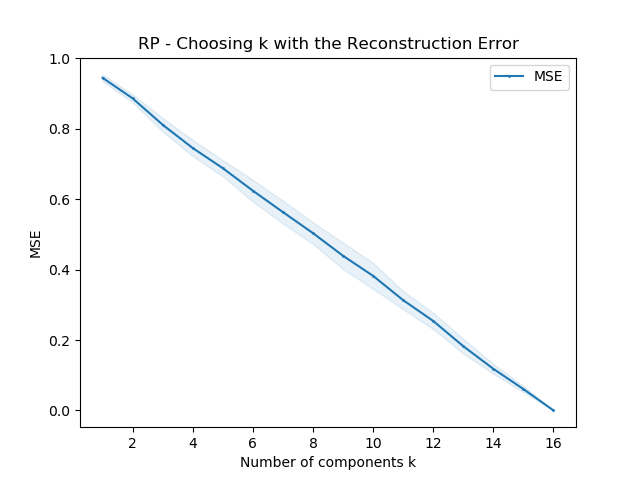 RP - Choosing k with the Reconstruction Error
MSE
1.0
0.8
0.6
0.4
0.2
0.0
MSE
2 4 6 8 10 12 14 16
Number of components k